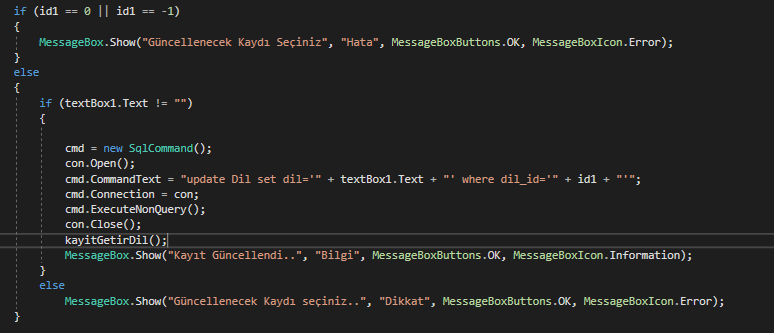 if (id1 == 0 || id1 == -1)
{
MessageBox.Show("Güncellenecek Kaydı Seçiniz", "Hata", MessageBoxButtons.OK, MessageBoxIcon.Error);
}
else
{
if (textBox1.Text != "")
{
cmd = new SqlCommand();
con.Open();
cmd.CommandText = "update Dil set dil='" + textBox1.Text + "' where dil_id='" + id1 + "'";
cmd.Connection = con;
cmd.ExecuteNonQuery();
con.Close();
kayitGetirDil();
MessageBox.Show("Kayıt Güncellendi..", "Bilgi", MessageBoxButtons.OK, MessageBoxIcon.Information);
}
else
MessageBox.Show("Güncellenecek Kaydı seçiniz..", "Dikkat", MessageBoxButtons.OK, MessageBoxIcon.Error);
}